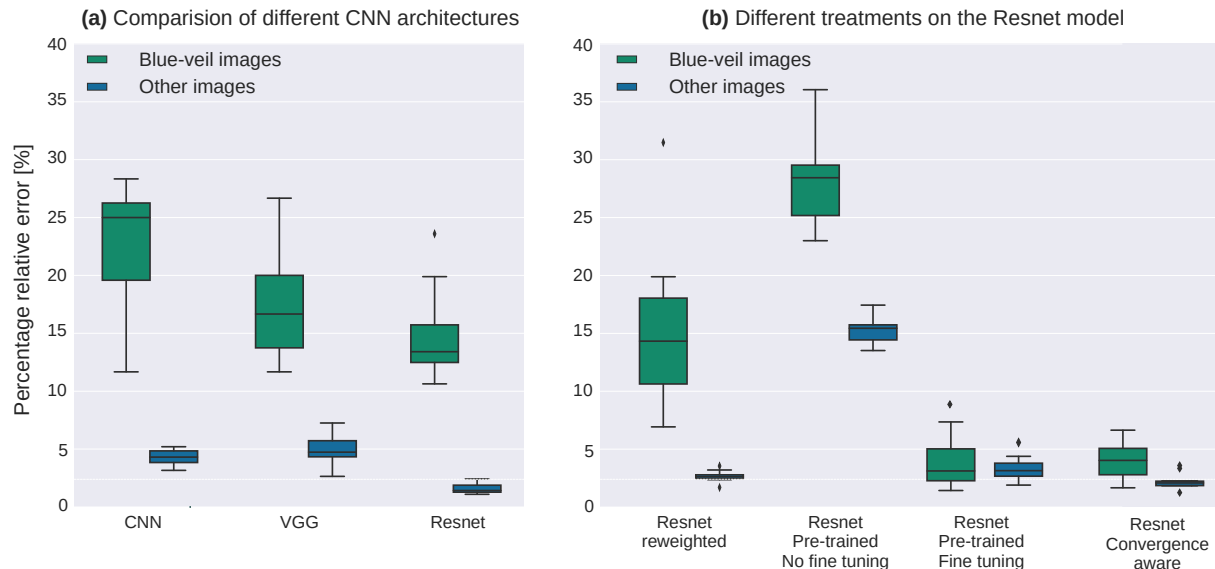 (a) Comparision of different CNN architectures
Percentage relative error [%]
40
35
30
25
20
15
10
5
0
Blue-veil images
Other images
CNN
VGG
Resnet
(b) Different treatments on the Resnet model
40
35
30
25
20
15
10
5
0
Blue-veil images
Other images
Resnet
reweighted
Resnet
Pre-trained
No fine tuning
Resnet
Pre-trained
Fine tuning
Resnet
Convergence
aware